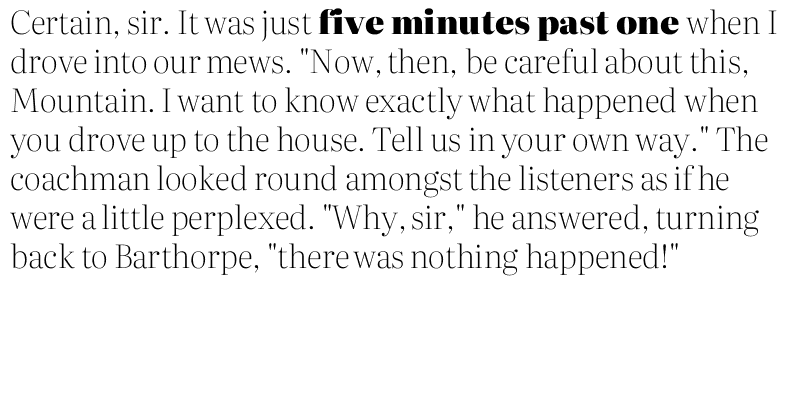 Certain, sir. It was just five minutes past one when I
drove into our mews. "Now, then, be careful about this,
Mountain. I want to know exactly what happened when
you drove up to the house. Tell us in your own way." The
coachman looked round amongst the listeners as if he
were a little perplexed. "Why, sir," he answered, turning
back to Barthorpe, "there was nothing happened!"